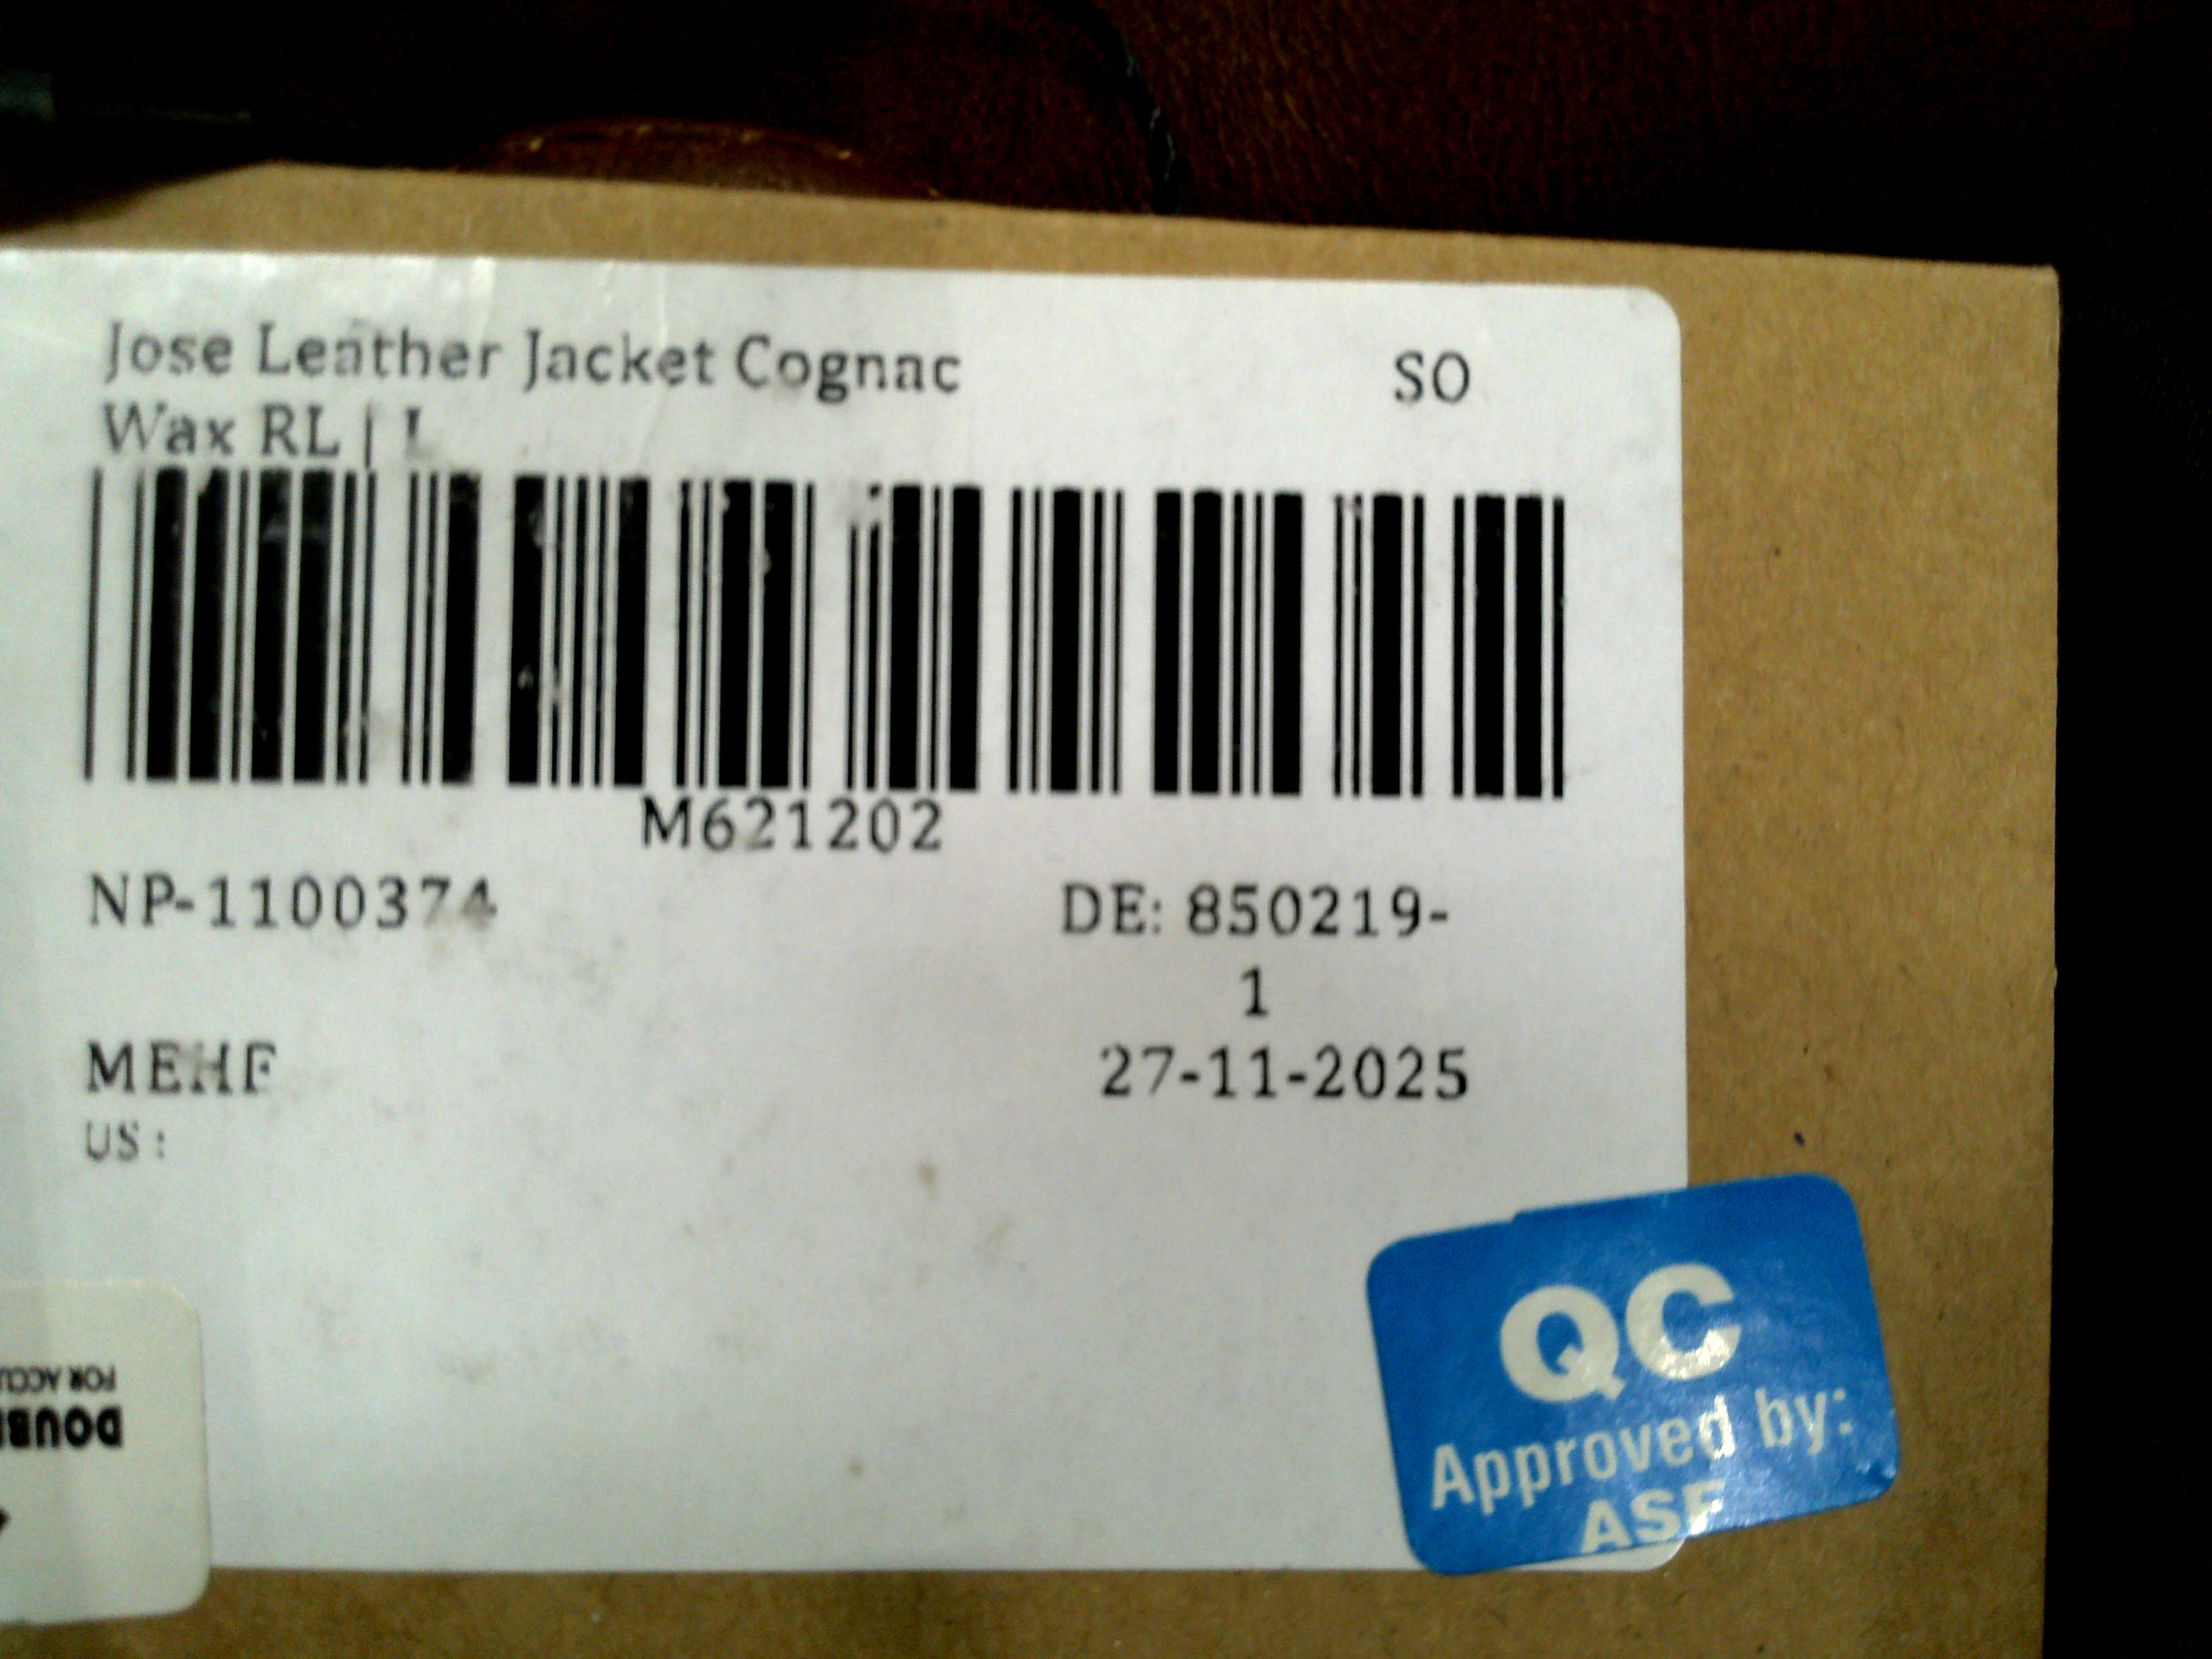 Jose Leather Jacket Cognac
SO
Wax RL | L
M621202
NP-1100374
DE: 850219-
1
MEHF
27-11-2025
US :
QC
Approved by:
ASF